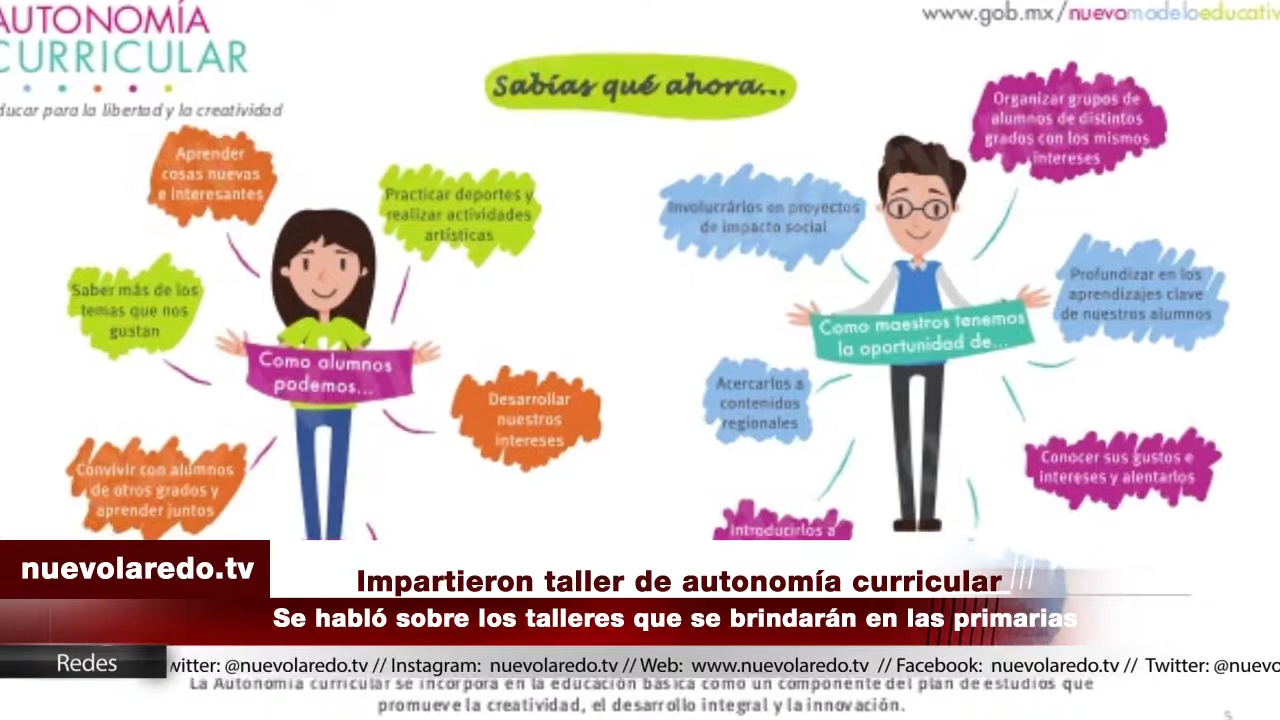 AUTONOMÍA
CURRICULAR
ducar para la libertad y la creatividad
www.gob.mx/nuevomodeloeducativ
Sabías qué ahora...
Aprender
cosas nuevas
e interesantes
Practicar deportes y
realizar actividades
artísticas
Saber más de los
temas que nos
gustan
Como alumnos
podemos...
Desarrollar
nuestros
intereses
Convivir con alumnos
de otros grados y
aprender juntos
Organizar grupos de
alumnos de distintos
grados con los mismos
intereses
Involucrárlos en proyectos
de impacto social
Profundizar en los
aprendizajes clave
de nuestros alumnos
Como maestros tenemos
la oportunidad de...
Acercarlos a
contenidos
regionales
Conocer sus gustos e
intereses y alentarlos
Introducirlos a
nuevolaredo.tv
Impartieron taller de autonomía curricular
Se habló sobre los talleres que se brindarán en las primarias
Redes
witter: @nuevolaredo.tv // Instagram: nuevolaredo.tv // Web: www.nuevolaredo.tv // Facebook: nuevolaredo.tv // Twitter: @nuevo
La Autonomía curricular se incorpora en la educación básica como un componente del plan de estudios que
promueve la creatividad, el desarrollo integral y la innovación.
5